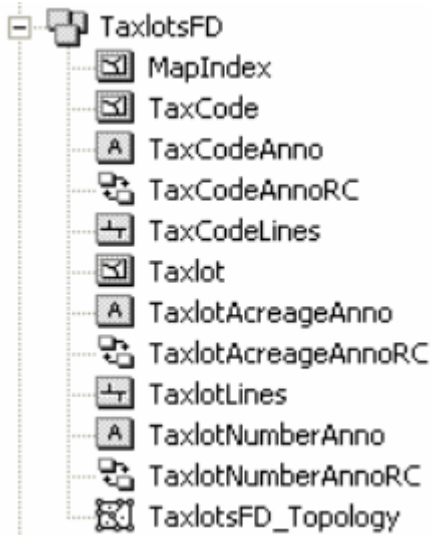 TaxlotsFD
MapIndex
TaxCode
TaxCodeAnno
TaxCodeAnnoRC
TaxCodeLines
Taxlot
TaxlotAcreageAnno
TaxlotAcreageAnnoRC
TaxlotLines
TaxlotNumberAnno
TaxlotNumberAnnoRC
TaxlotsFD_Topology